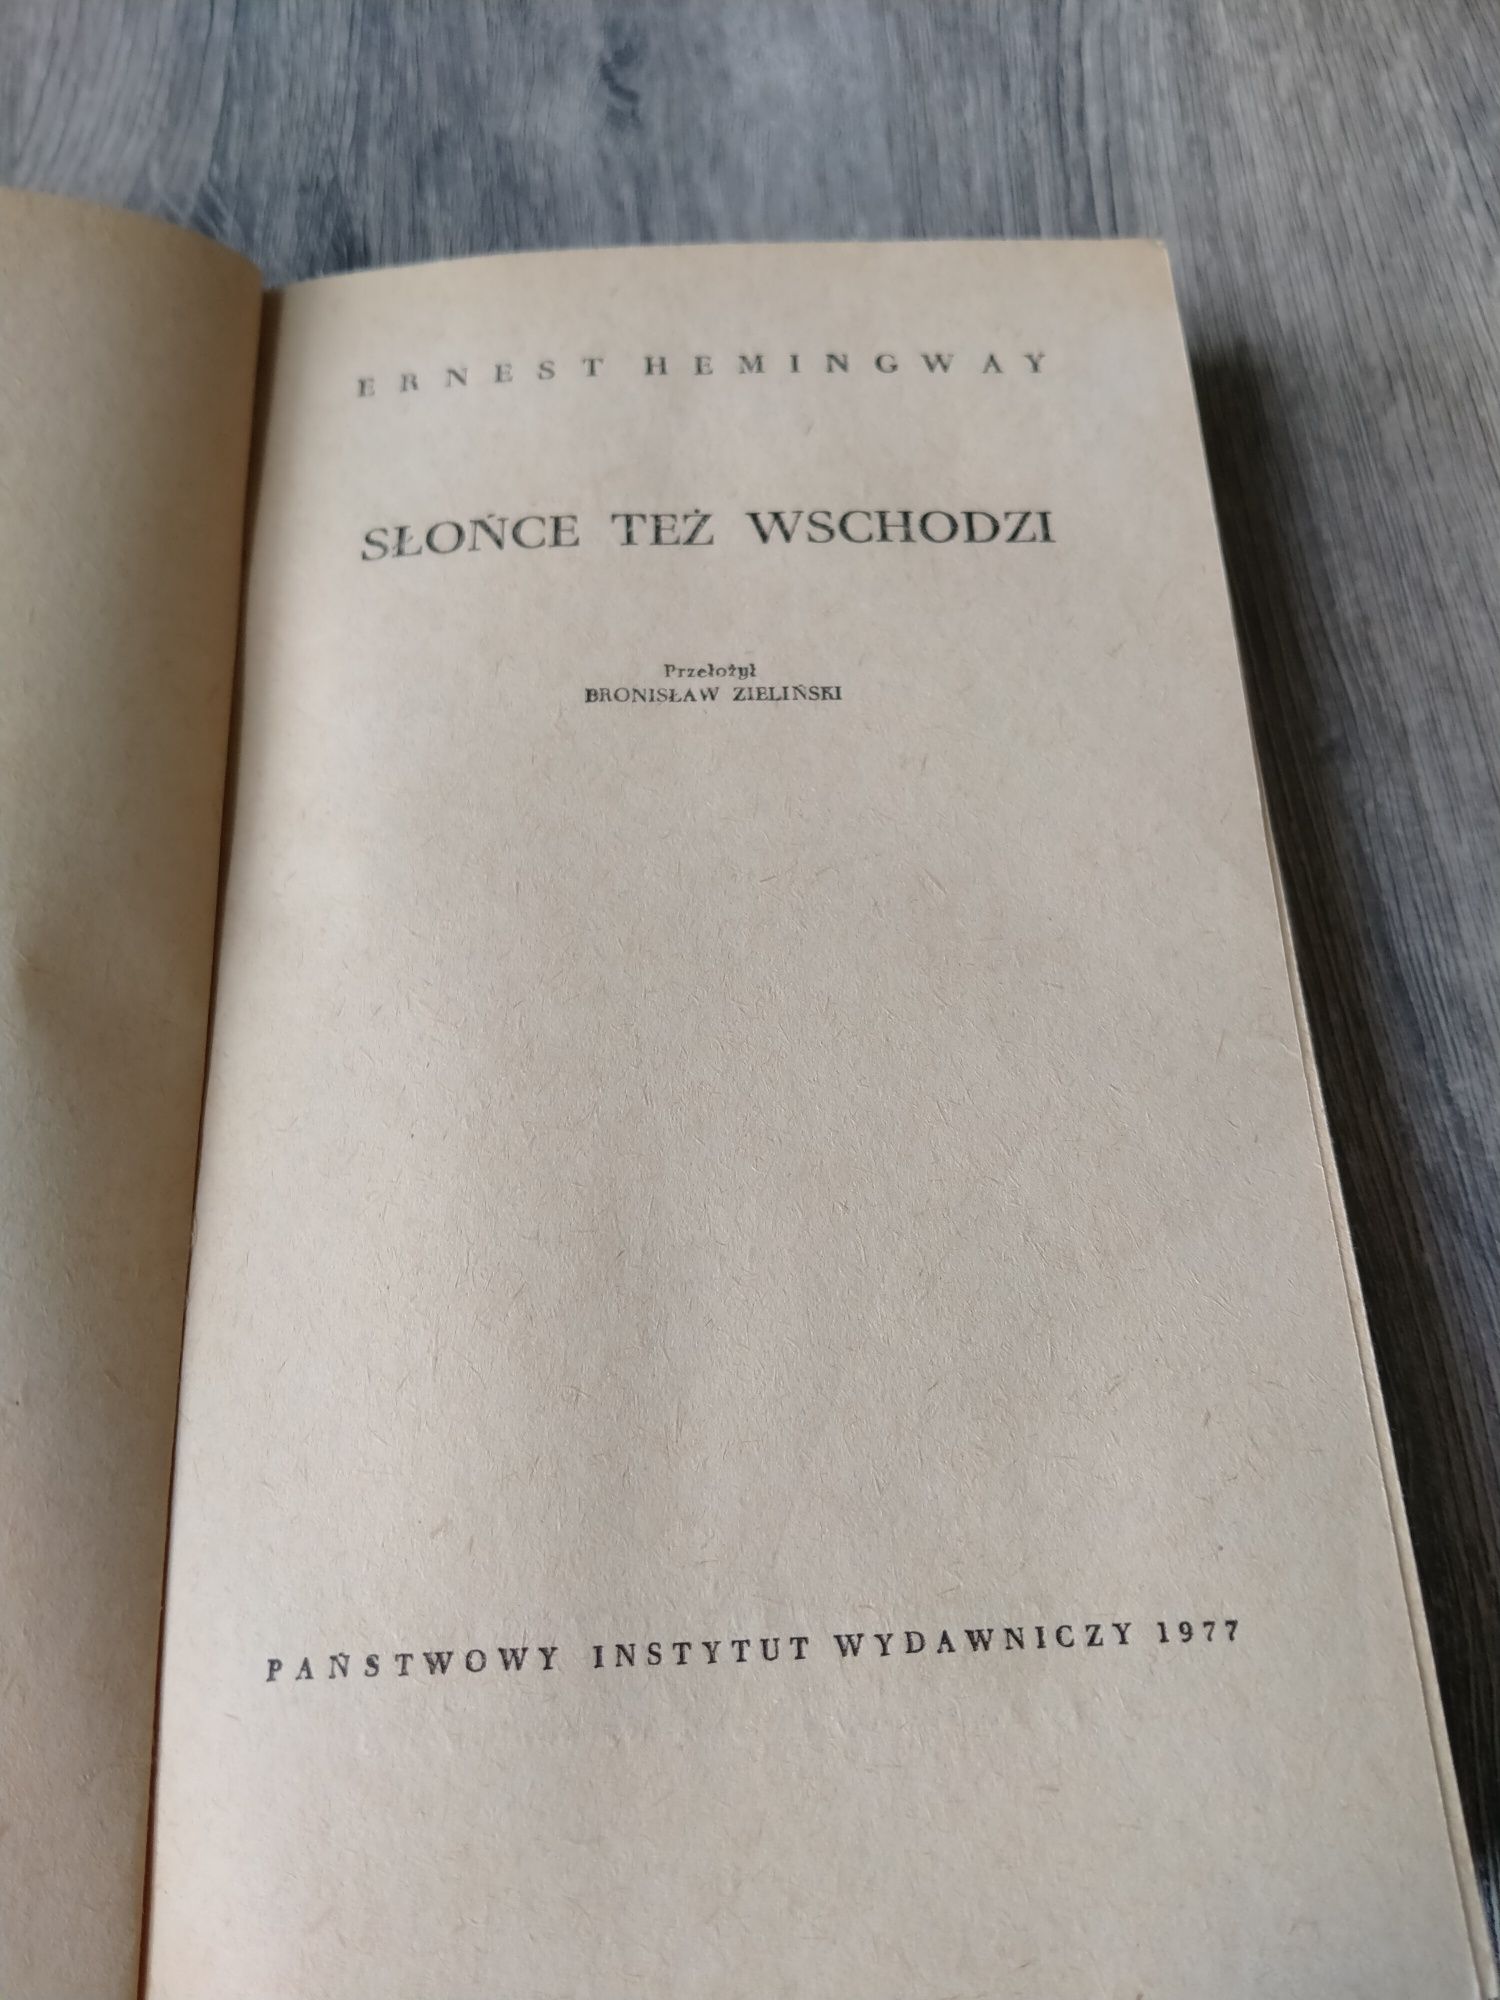 ERNEST HEMINGWAY
SŁOŃCE TEŻ WSCHODZI
Przełożył
BRONISŁAW ZIELIŃSKI
PAŃSTWOWY INSTYTUT WYDAWNICZY 1977